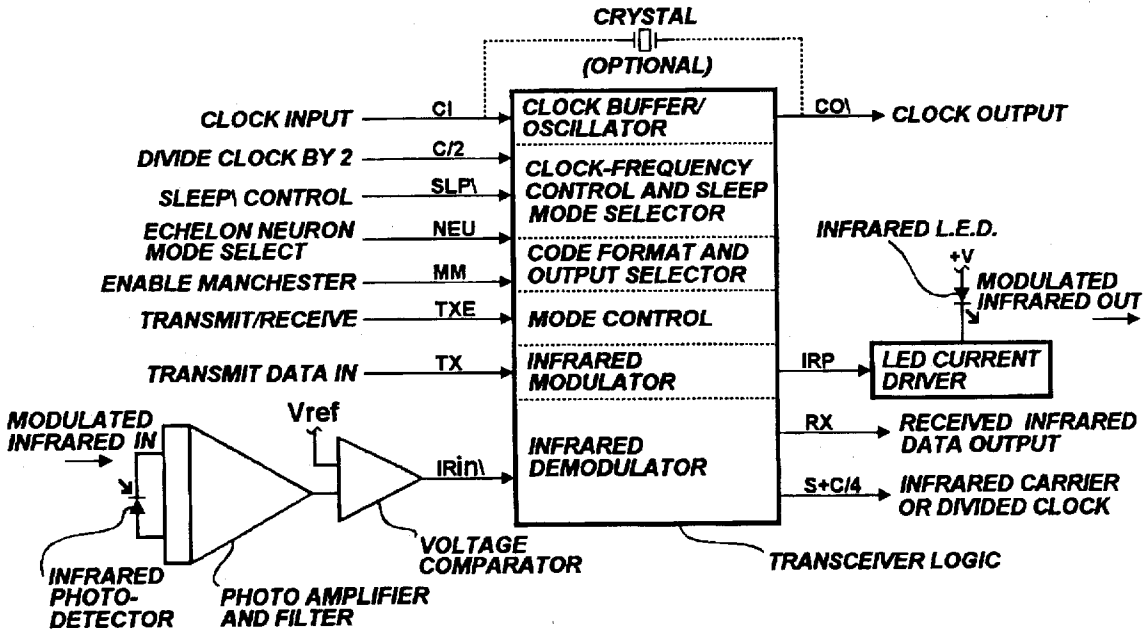 CRYSTAL
(OPTIONAL)
CLOCK INPUT
CI
CLOCK BUFFER/
OSCILLATOR
CO\
CLOCK OUTPUT
DIVIDE CLOCK BY 2
C/2
SLEEP\ CONTROL
SLP\
CLOCK-FREQUENCY
CONTROL AND SLEEP
MODE SELECTOR
ECHELON NEURON
MODE SELECT
NEU
ENABLE MANCHESTER
MM
CODE FORMAT AND
OUTPUT SELECTOR
INFRARED L.E.D.
+V
MODULATED
INFRARED OUT
TRANSMIT/RECEIVE
TXE
MODE CONTROL
TRANSMIT DATA IN
TX
INFRARED
MODULATOR
IRP
LED CURRENT
DRIVER
MODULATED
INFRARED IN
Vref
IRin\
INFRARED
DEMODULATOR
RX
RECEIVED INFRARED
DATA OUTPUT
S+C/4
INFRARED CARRIER
OR DIVIDED CLOCK
VOLTAGE
COMPARATOR
TRANSCEIVER LOGIC
INFRARED
PHOTO-
DETECTOR
PHOTO AMPLIFIER
AND FILTER